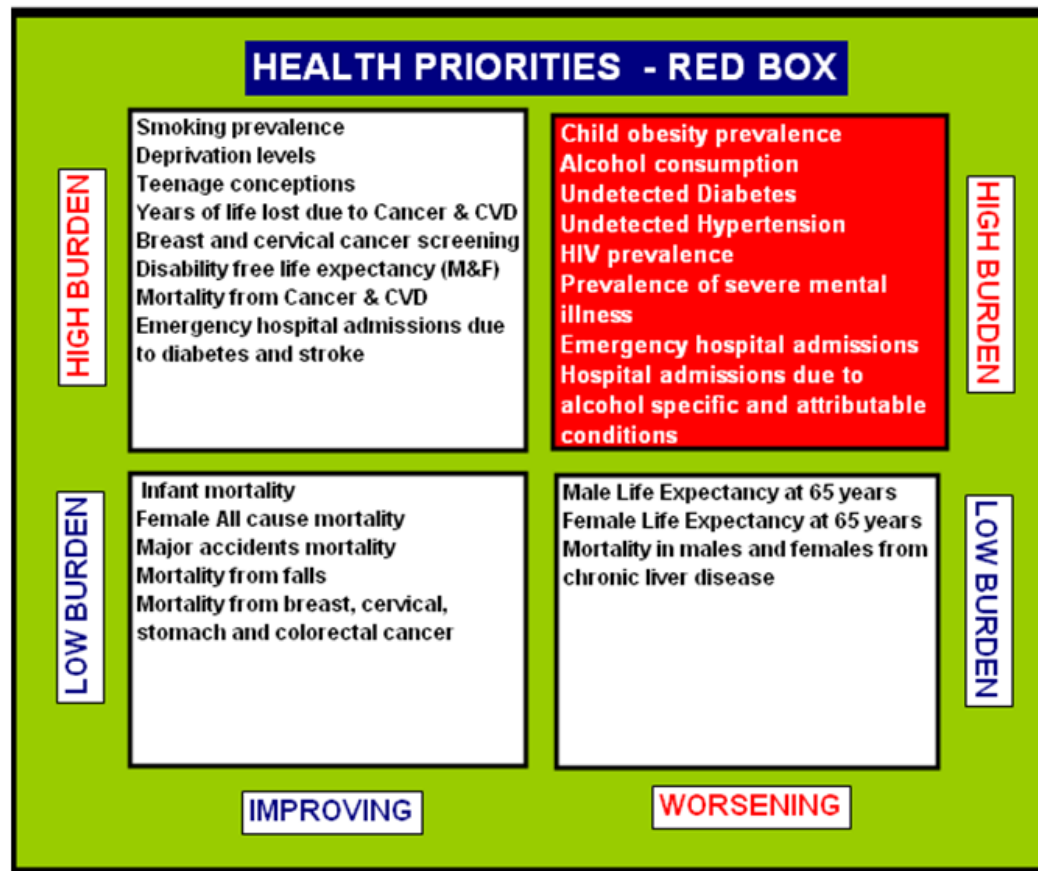 HEALTH PRIORITIES - RED BOX
HIGH BURDEN
Smoking prevalence
Deprivation levels
Teenage conceptions
Years of life lost due to Cancer & CVD
Breast and cervical cancer screening
Disability free life expectancy (M&F)
Mortality from Cancer & CVD
Emergency hospital admissions due
to diabetes and stroke
Child obesity prevalence
Alcohol consumption
Undetected Diabetes
Undetected Hypertension
HIV prevalence
Prevalence of severe mental
illness
Emergency hospital admissions
Hospital admissions due to
alcohol specific and attributable
conditions
HIGH BURDEN
LOW BURDEN
Infant mortality
Female All cause mortality
Major accidents mortality
Mortality from falls
Mortality from breast, cervical,
stomach and colorectal cancer
Male Life Expectancy at 65 years
Female Life Expectancy at 65 years
Mortality in males and females from
chronic liver disease
LOW BURDEN
IMPROVING
WORSENING